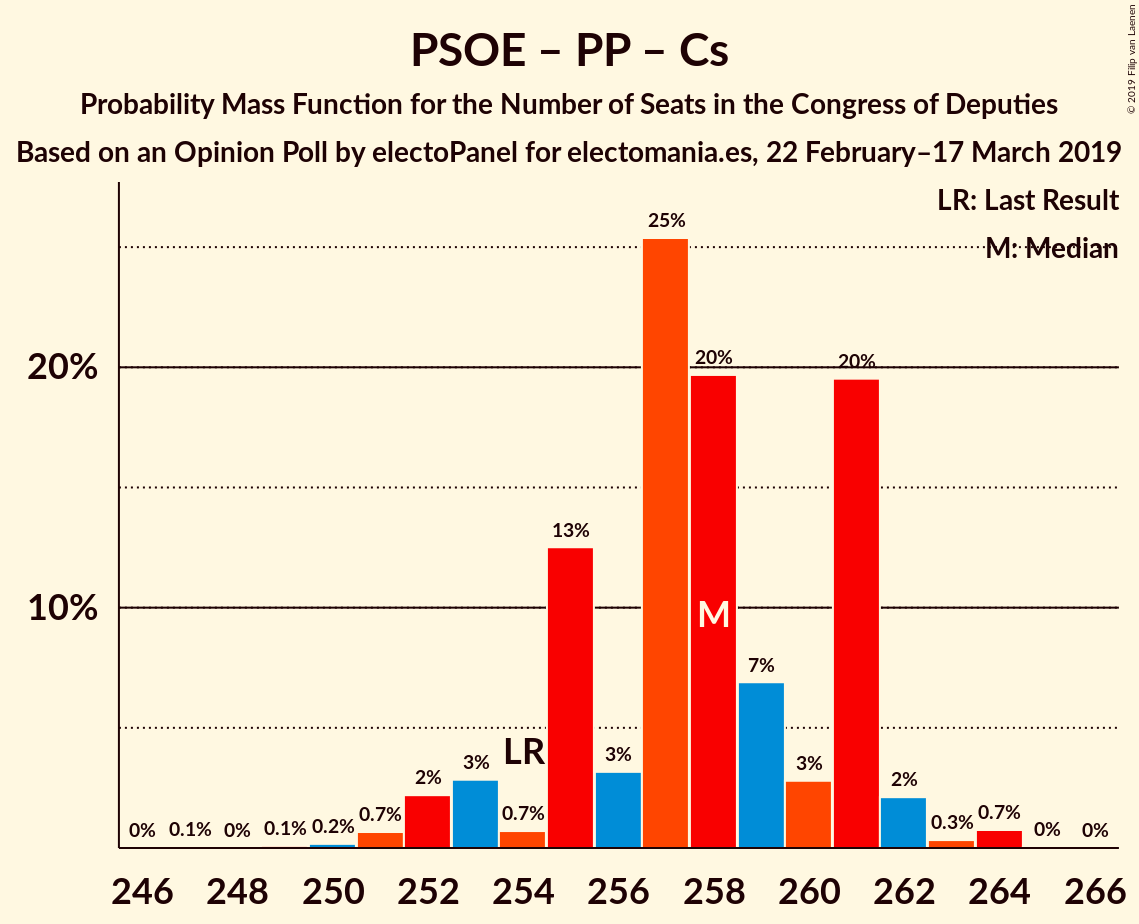 PSOE – PP – Cs
Probability Mass Function for the Number of Seats in the Congress of Deputies
Based on an Opinion Poll by electoPanel for electomania.es, 22 February–17 March 2019
© 2019 Filip van Laenen
LR: Last Result
M: Median
25%
20%
20%
20%
13%
10%
M
7%
LR
3%
3%
3%
2%
2%
0%
0.1%
0%
0.1%
0.2%
0.7%
0.7%
0.3%
0.7%
0%
0%
246 248 250 252 254 256 258 260 262 264 266